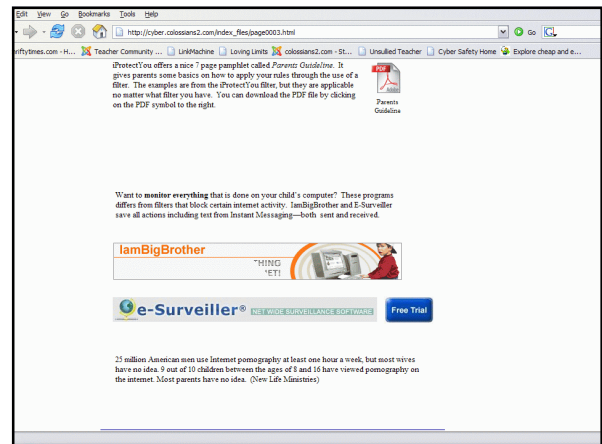 Edit View Go Bookmarks Tools Help
http://cyber.colossians2.com/index_files/page0003.html
Go
riftytimes.com - H... Teacher Community ... LinkMachine Loving Limits colossians2.com - St... Unsullied Teacher Cyber Safety Home Explore cheap and e...
iProtectYou offers a nice 7 page pamphlet called Parents Guideline. It
gives parents some basics on how to apply your rules through the use of a
filter. The examples are from the iProtectYou filter, but they are applicable
no matter what filter you have. You can download the PDF file by clicking
on the PDF symbol to the right.
PDF
Adobe
Parents
Guideline
Want to monitor everything that is done on your child's computer? These programs
differs from filters that block certain internet activity. IamBigBrother and E-Surveiller
save all actions including text from Instant Messaging—both sent and received.
IamBigBrother
THING
'ET!
e-Surveiller® NET WIDE SURVEILLANCE SOFTWARE
Free Trial
25 million American men use Internet pornography at least one hour a week, but most wives
have no idea. 9 out of 10 children between the ages of 8 and 16 have viewed pornography on
the internet. Most parents have no idea. (New Life Ministries)